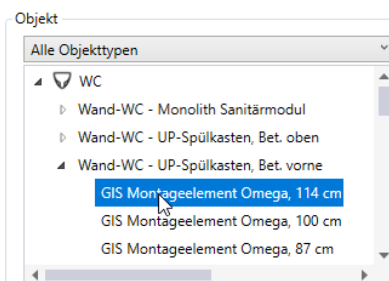 Objekt
Alle Objekttypen
WC
Wand-WC - Monolith Sanitärmodul
Wand-WC - UP-Spülkasten, Bet. oben
Wand-WC - UP-Spülkasten, Bet. vorne
GIS Montageelement Omega, 114 cm
GIS Montageelement Omega, 100 cm
GIS Montageelement Omega, 87 cm